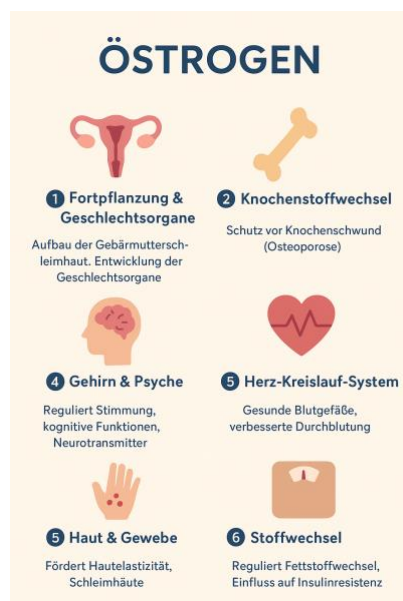 ÖSTROGEN
1 Fortpflanzung &
Geschlechtsorgane
Aufbau der Gebärmuttersch-
leimhaut. Entwicklung der
Geschlechtsorgane
2 Knochenstoffwechsel
Schutz vor Knochenschwund
(Osteoporose)
4 Gehirn & Psyche
Reguliert Stimmung,
kognitive Funktionen,
Neurotransmitter
5 Herz-Kreislauf-System
Gesunde Blutgefäße,
verbesserte Durchblutung
5 Haut & Gewebe
Fördert Hautelastizität,
Schleimhäute
6 Stoffwechsel
Reguliert Fettstoffwechsel,
Einfluss auf Insulinresistenz